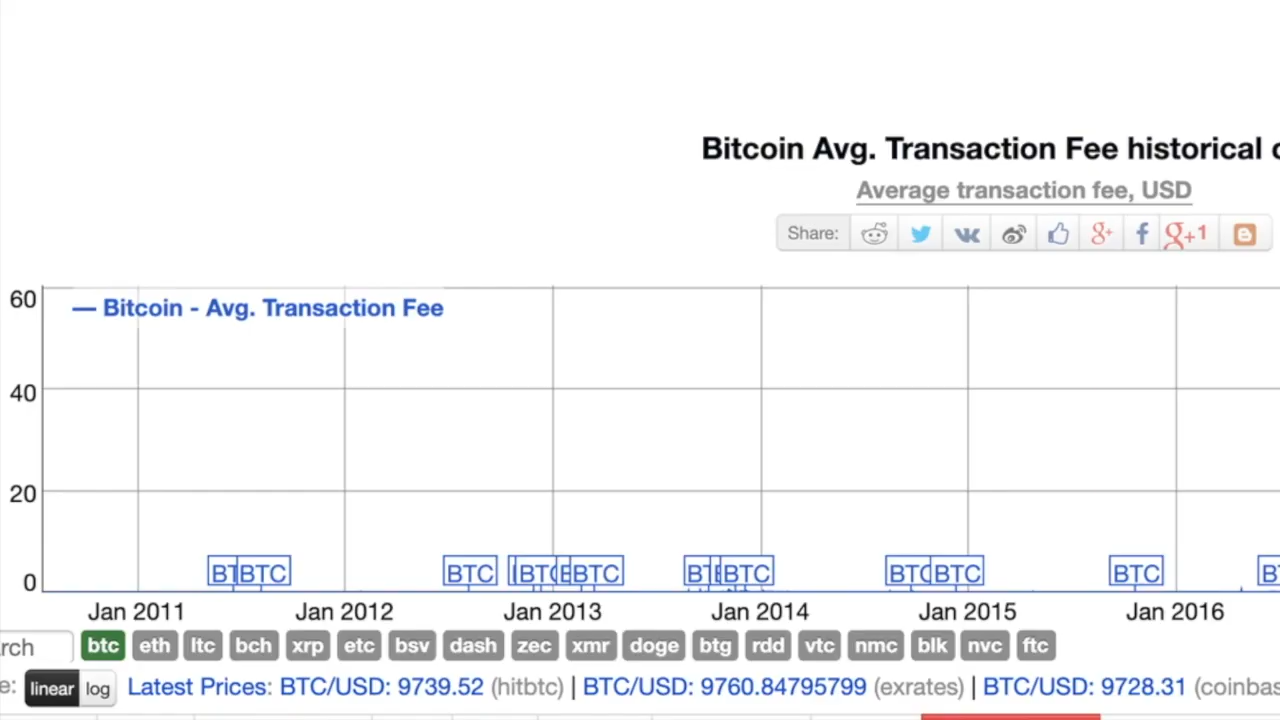 Bitcoin Avg. Transaction Fee historical
Average transaction fee, USD
Share: g+ f g+1
60
Bitcoin - Avg. Transaction Fee
40
20
BTC BTC BTC BTC BTC BTC BTC
0
Jan 2011 Jan 2012 Jan 2013 Jan 2014 Jan 2015 Jan 2016
rch btc eth ltc bch xrp etc bsv dash zec xmr doge btg rdd vtc nmc blk nvc ftc
e: linear log Latest Prices: BTC/USD: 9739.52 (hitbtc) | BTC/USD: 9760.84795799 (exrates) | BTC/USD: 9728.31 (coinbas